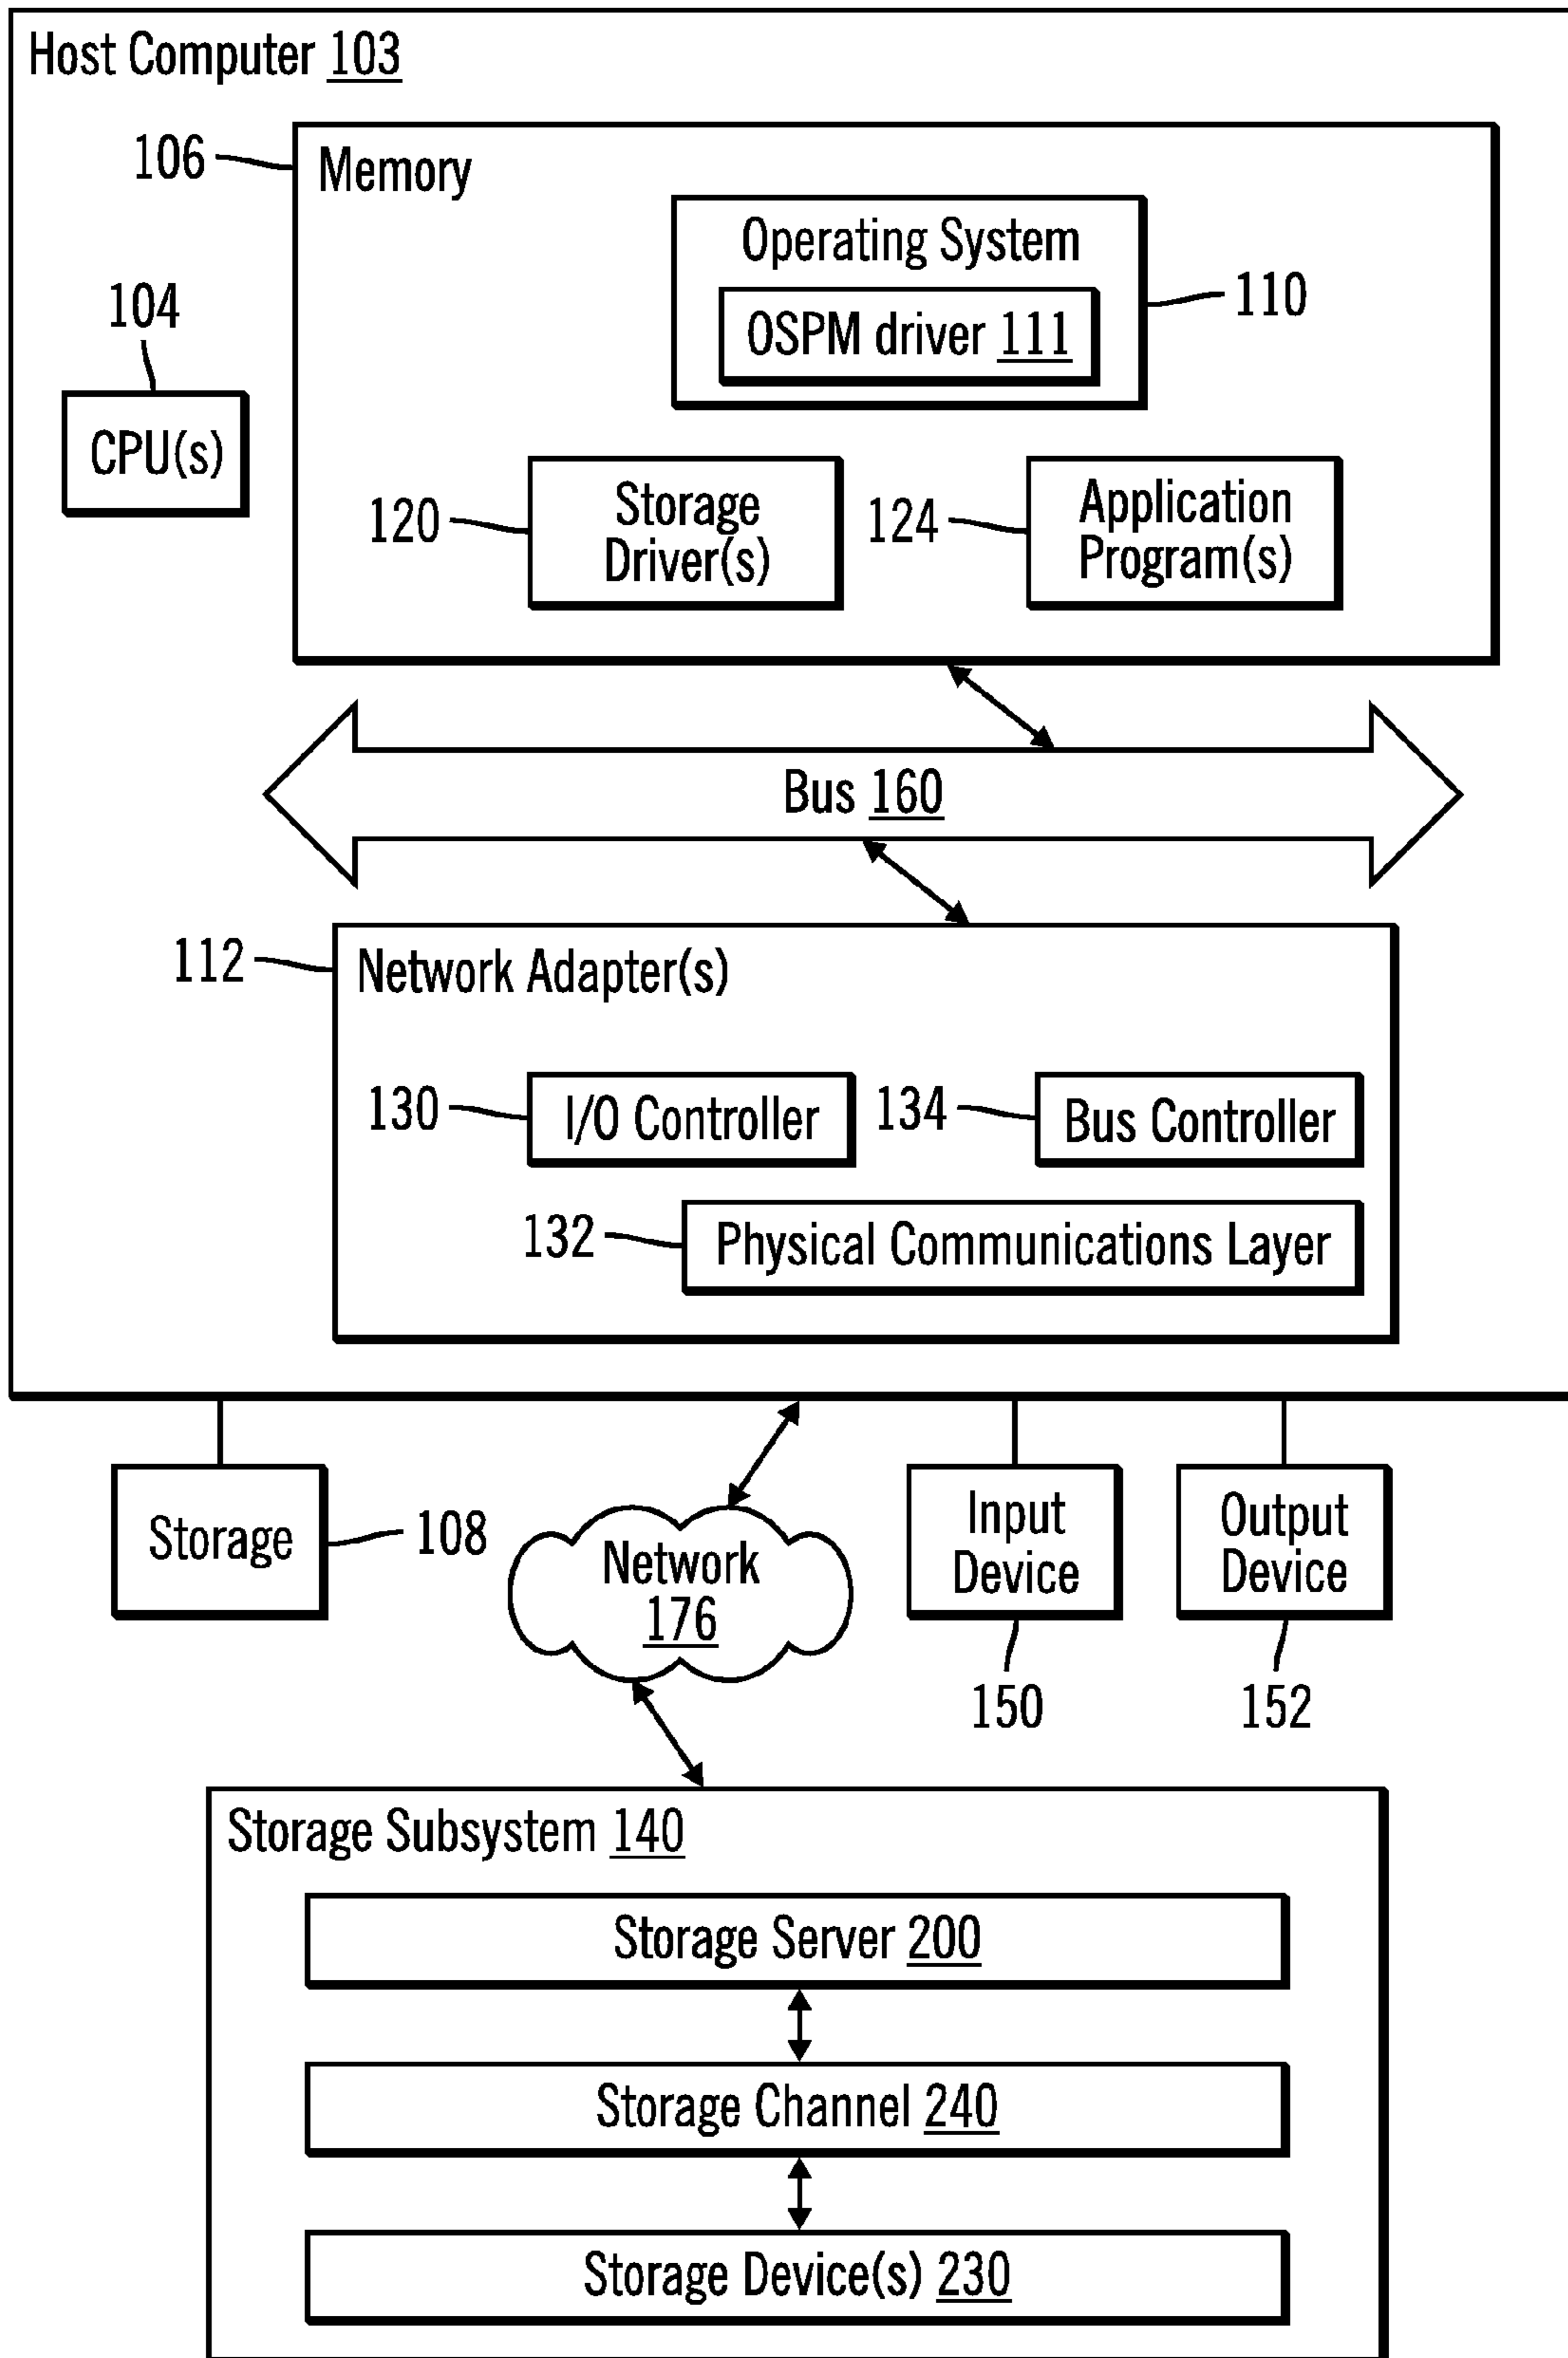 Host Computer 103
106
Memory
Operating System
110
OSPM driver 111
104
CPU(s)
120
Storage
Driver(s)
124
Application
Program(s)
Bus 160
112
Network Adapter(s)
130
I/O Controller
134
Bus Controller
132
Physical Communications Layer
Storage
108
Network
176
Input
Device
150
Output
Device
152
Storage Subsystem 140
Storage Server 200
Storage Channel 240
Storage Device(s) 230